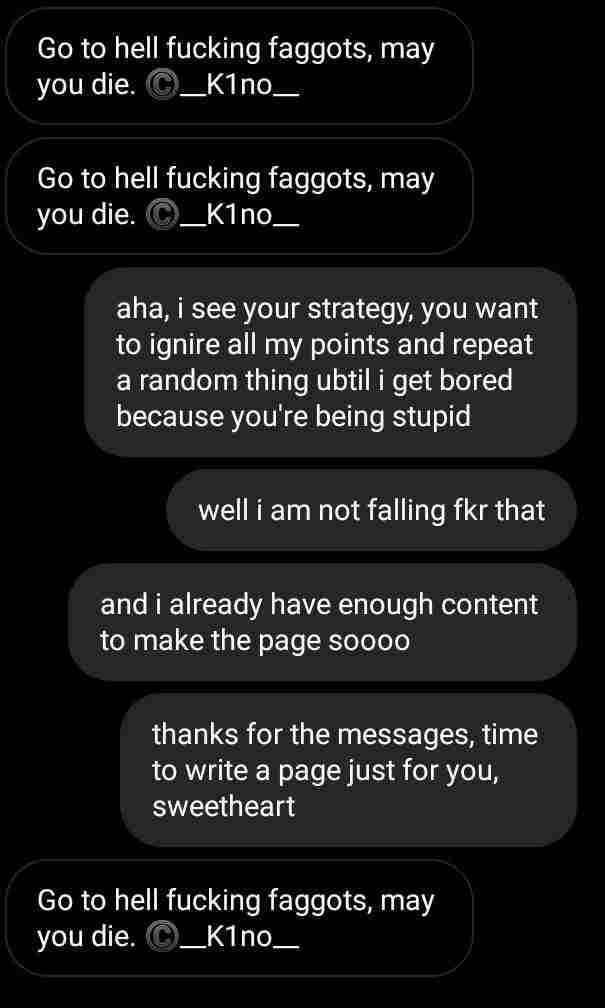 Go to hell fucking faggots, may
you die. ©__K1no__
Go to hell fucking faggots, may
you die. ©__K1no__
aha, i see your strategy, you want
to ignire all my points and repeat
a random thing ubtil i get bored
because you're being stupid
well i am not falling fkr that
and i already have enough content
to make the page soooo
thanks for the messages, time
to write a page just for you,
sweetheart
Go to hell fucking faggots, may
you die. ©__K1no__